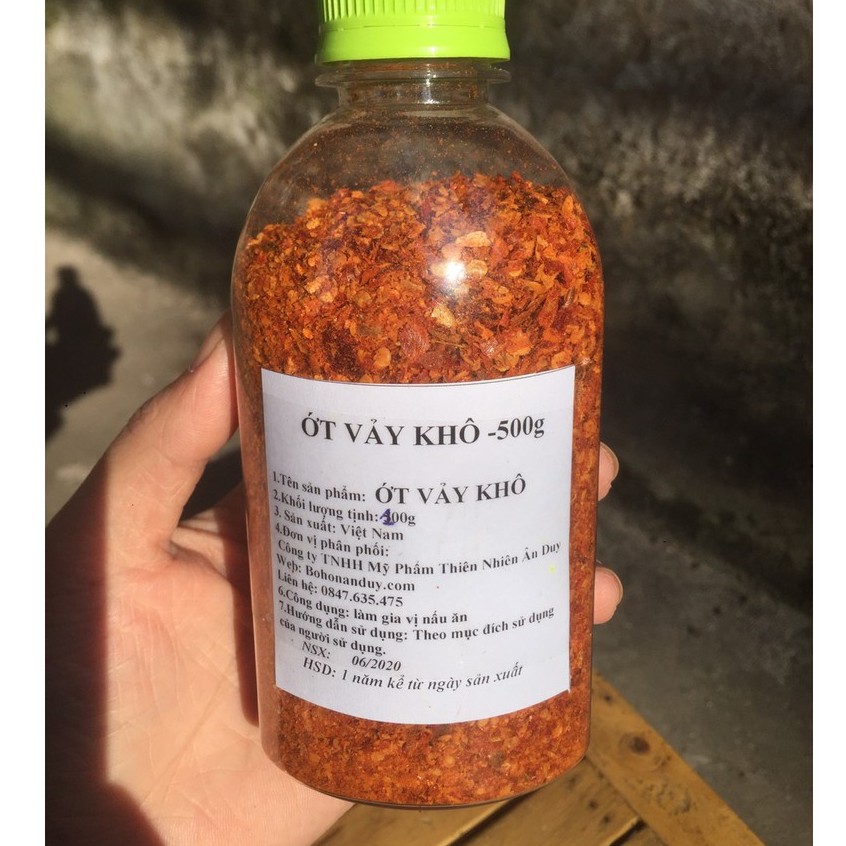 ỚT VẢY KHÔ -500g
1.Tên sản phẩm: ỚT VẢY KHÔ
2.Khối lượng tịnh: 100g
3. Sản xuất: Việt Nam
4.Đơn vị phân phối:
Công ty TNHH Mỹ Phẩm Thiên Nhiên Ân Duy
Web: Bohonanduy.com
Liên hệ: 0847.635.475
6.Công dụng: làm gia vị nấu ăn
7.Hướng dẫn sử dụng: Theo mục đích sử dụng
của người sử dụng.
NSX: 06/2020
HSD: 1 năm kể từ ngày sản xuất